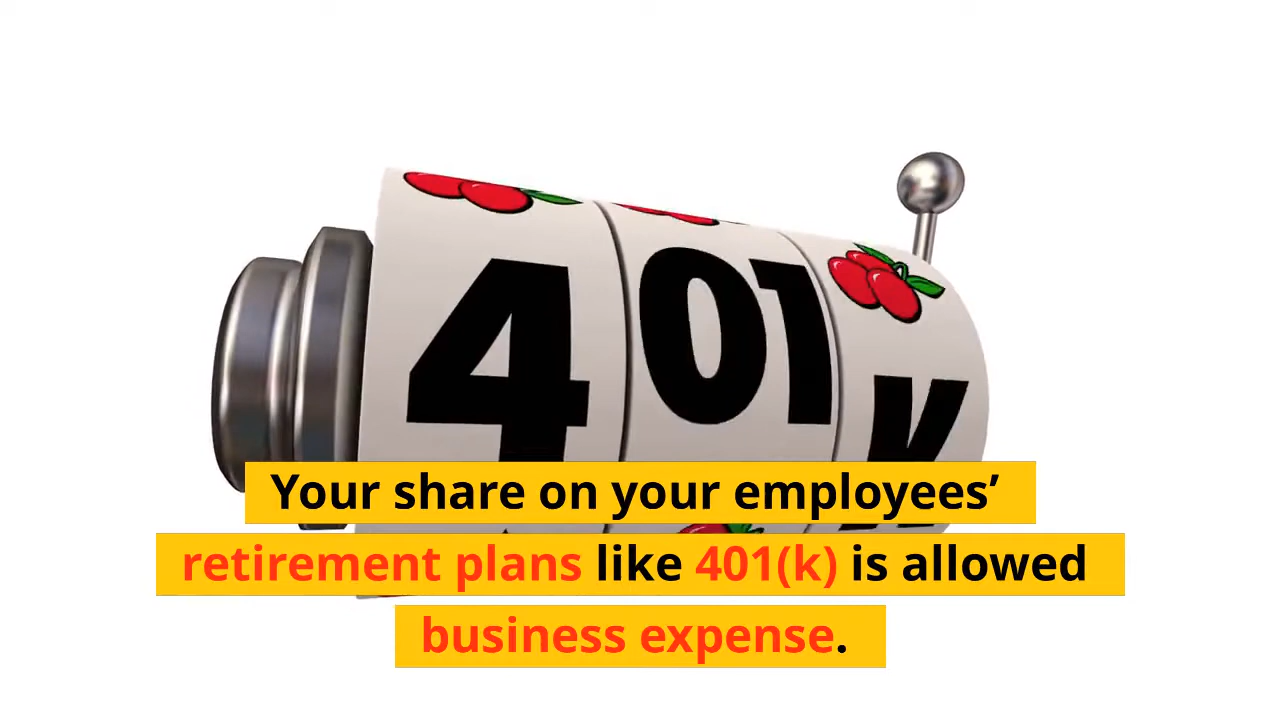 401K
Your share on your employees’
retirement plans like 401(k) is allowed
business expense.